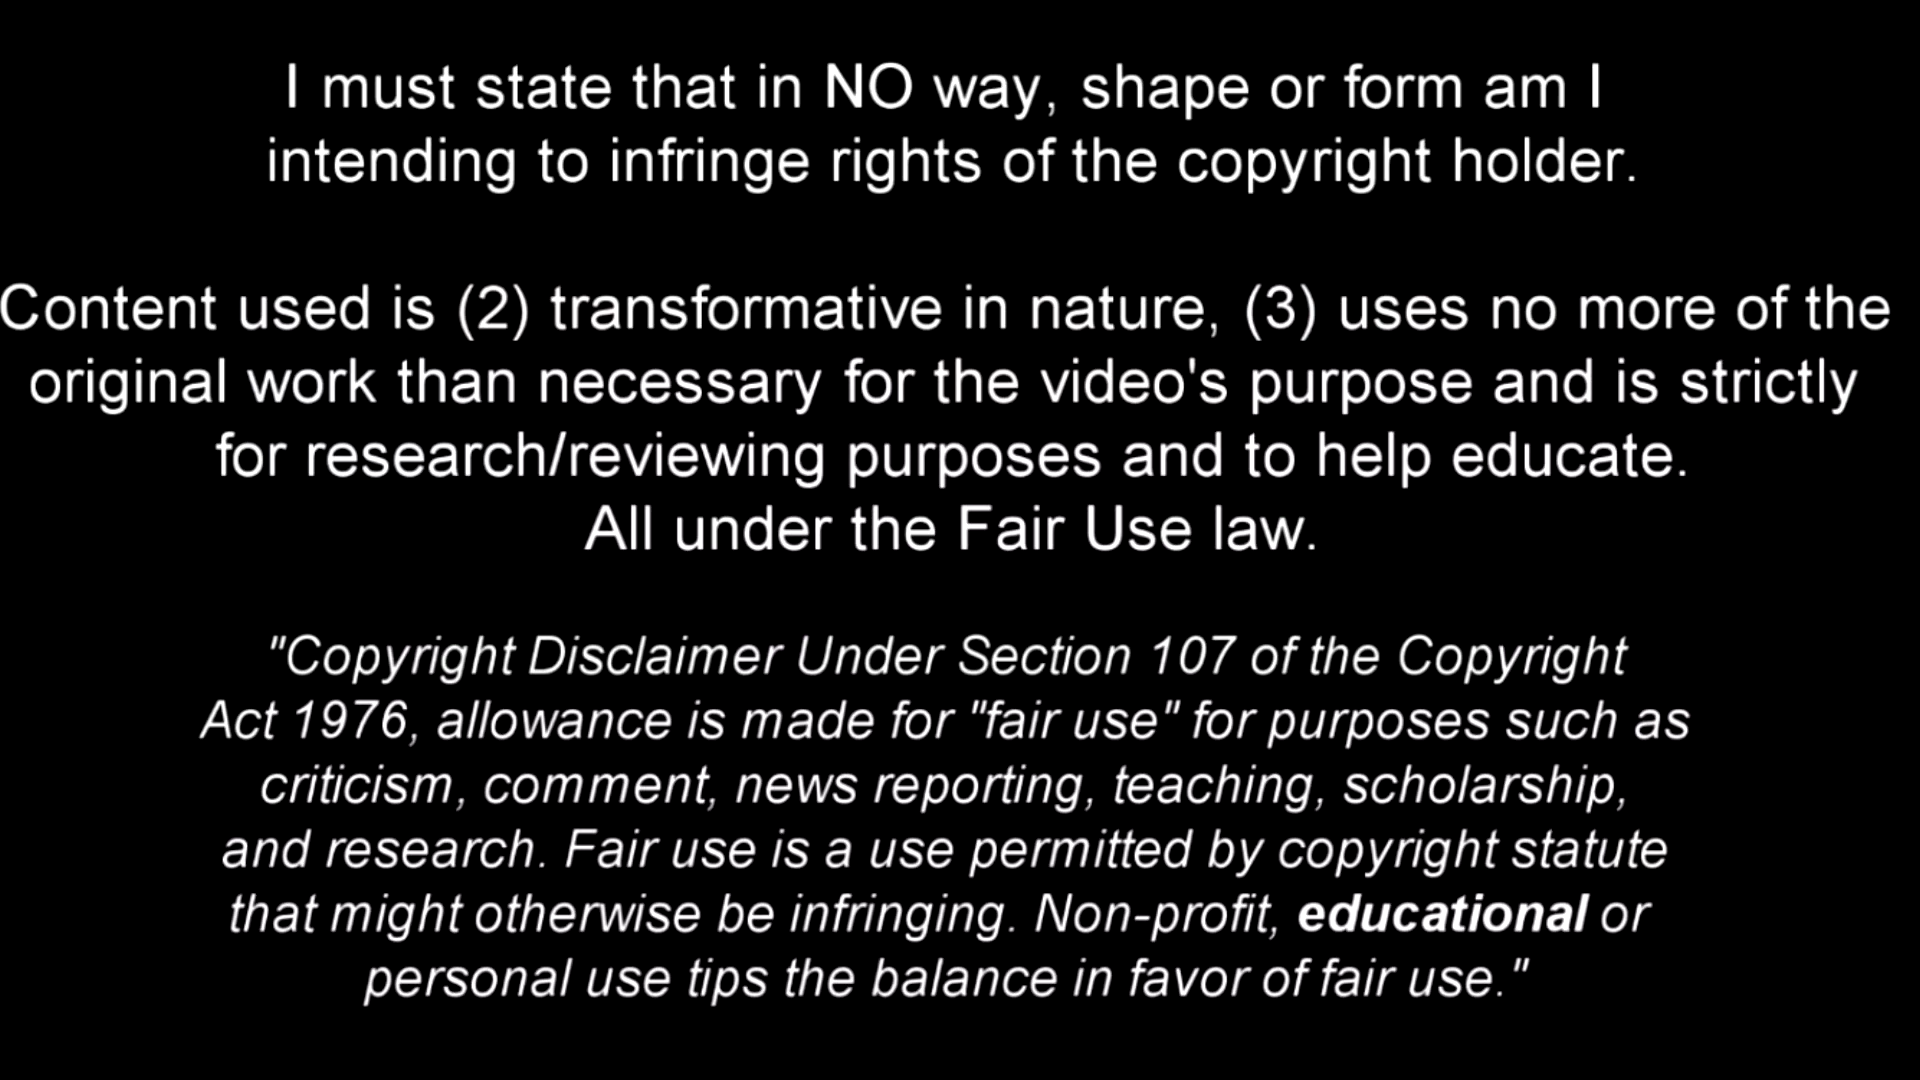 I must state that in NO way, shape or form am I
intending to infringe rights of the copyright holder.
Content used is (2) transformative in nature, (3) uses no more of the
original work than necessary for the video's purpose and is strictly
for research/reviewing purposes and to help educate.
All under the Fair Use law.
"Copyright Disclaimer Under Section 107 of the Copyright
Act 1976, allowance is made for "fair use" for purposes such as
criticism, comment, news reporting, teaching, scholarship,
and research. Fair use is a use permitted by copyright statute
that might otherwise be infringing. Non-profit, educational or
personal use tips the balance in favor of fair use."